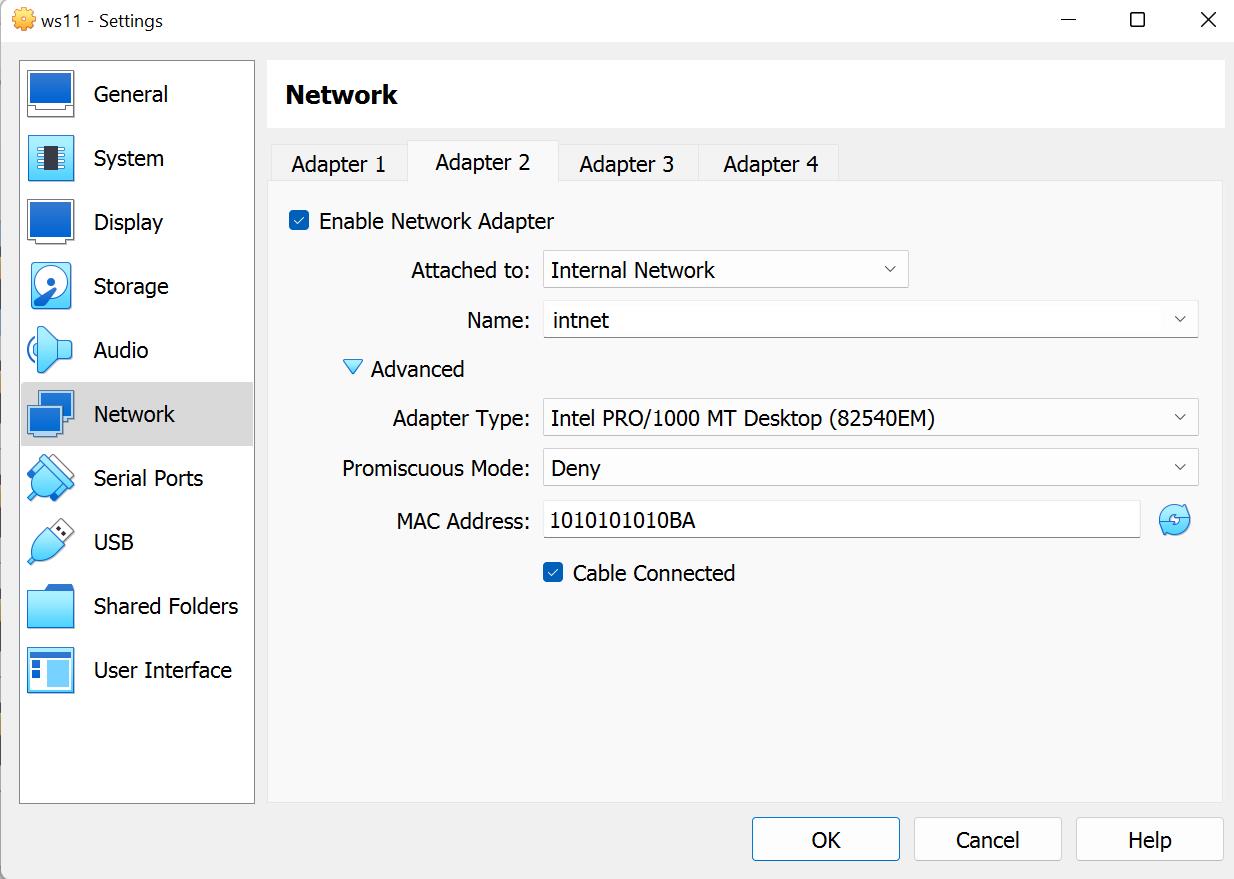 ws11 - Settings
General
System
Display
Storage
Audio
Network
Serial Ports
USB
Shared Folders
User Interface
Network
Adapter 1 Adapter 2 Adapter 3 Adapter 4
Enable Network Adapter
Attached to: Internal Network
Name: intnet
Advanced
Adapter Type: Intel PRO/1000 MT Desktop (82540EM)
Promiscuous Mode: Deny
MAC Address: 1010101010BA
Cable Connected
OK Cancel Help